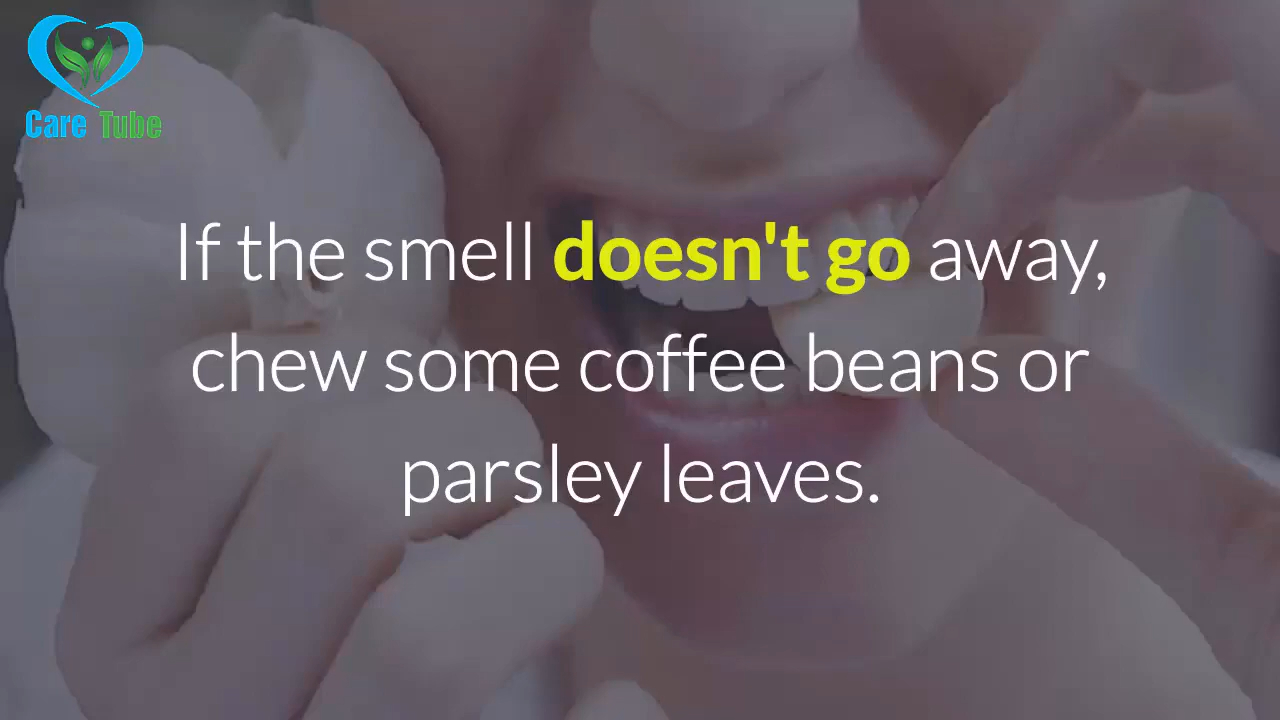 Care Tube
If the smell doesn't go away,
chew some coffee beans or
parsley leaves.